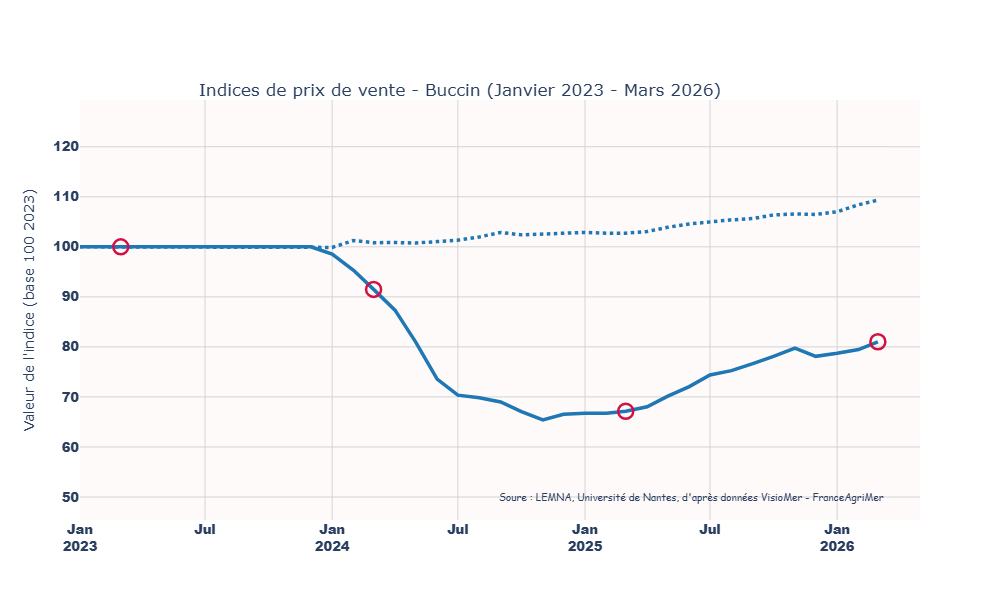 Indices de prix de vente - Buccin (Janvier 2023 - Mars 2026)
Valeur de l'indice (base 100 2023)
120
110
100
90
80
70
60
50
Soure : LEMNA, Université de Nantes, d'après données VisioMer - FranceAgriMer
Jan
2023
Jul
Jan
2024
Jul
Jan
2025
Jul
Jan
2026